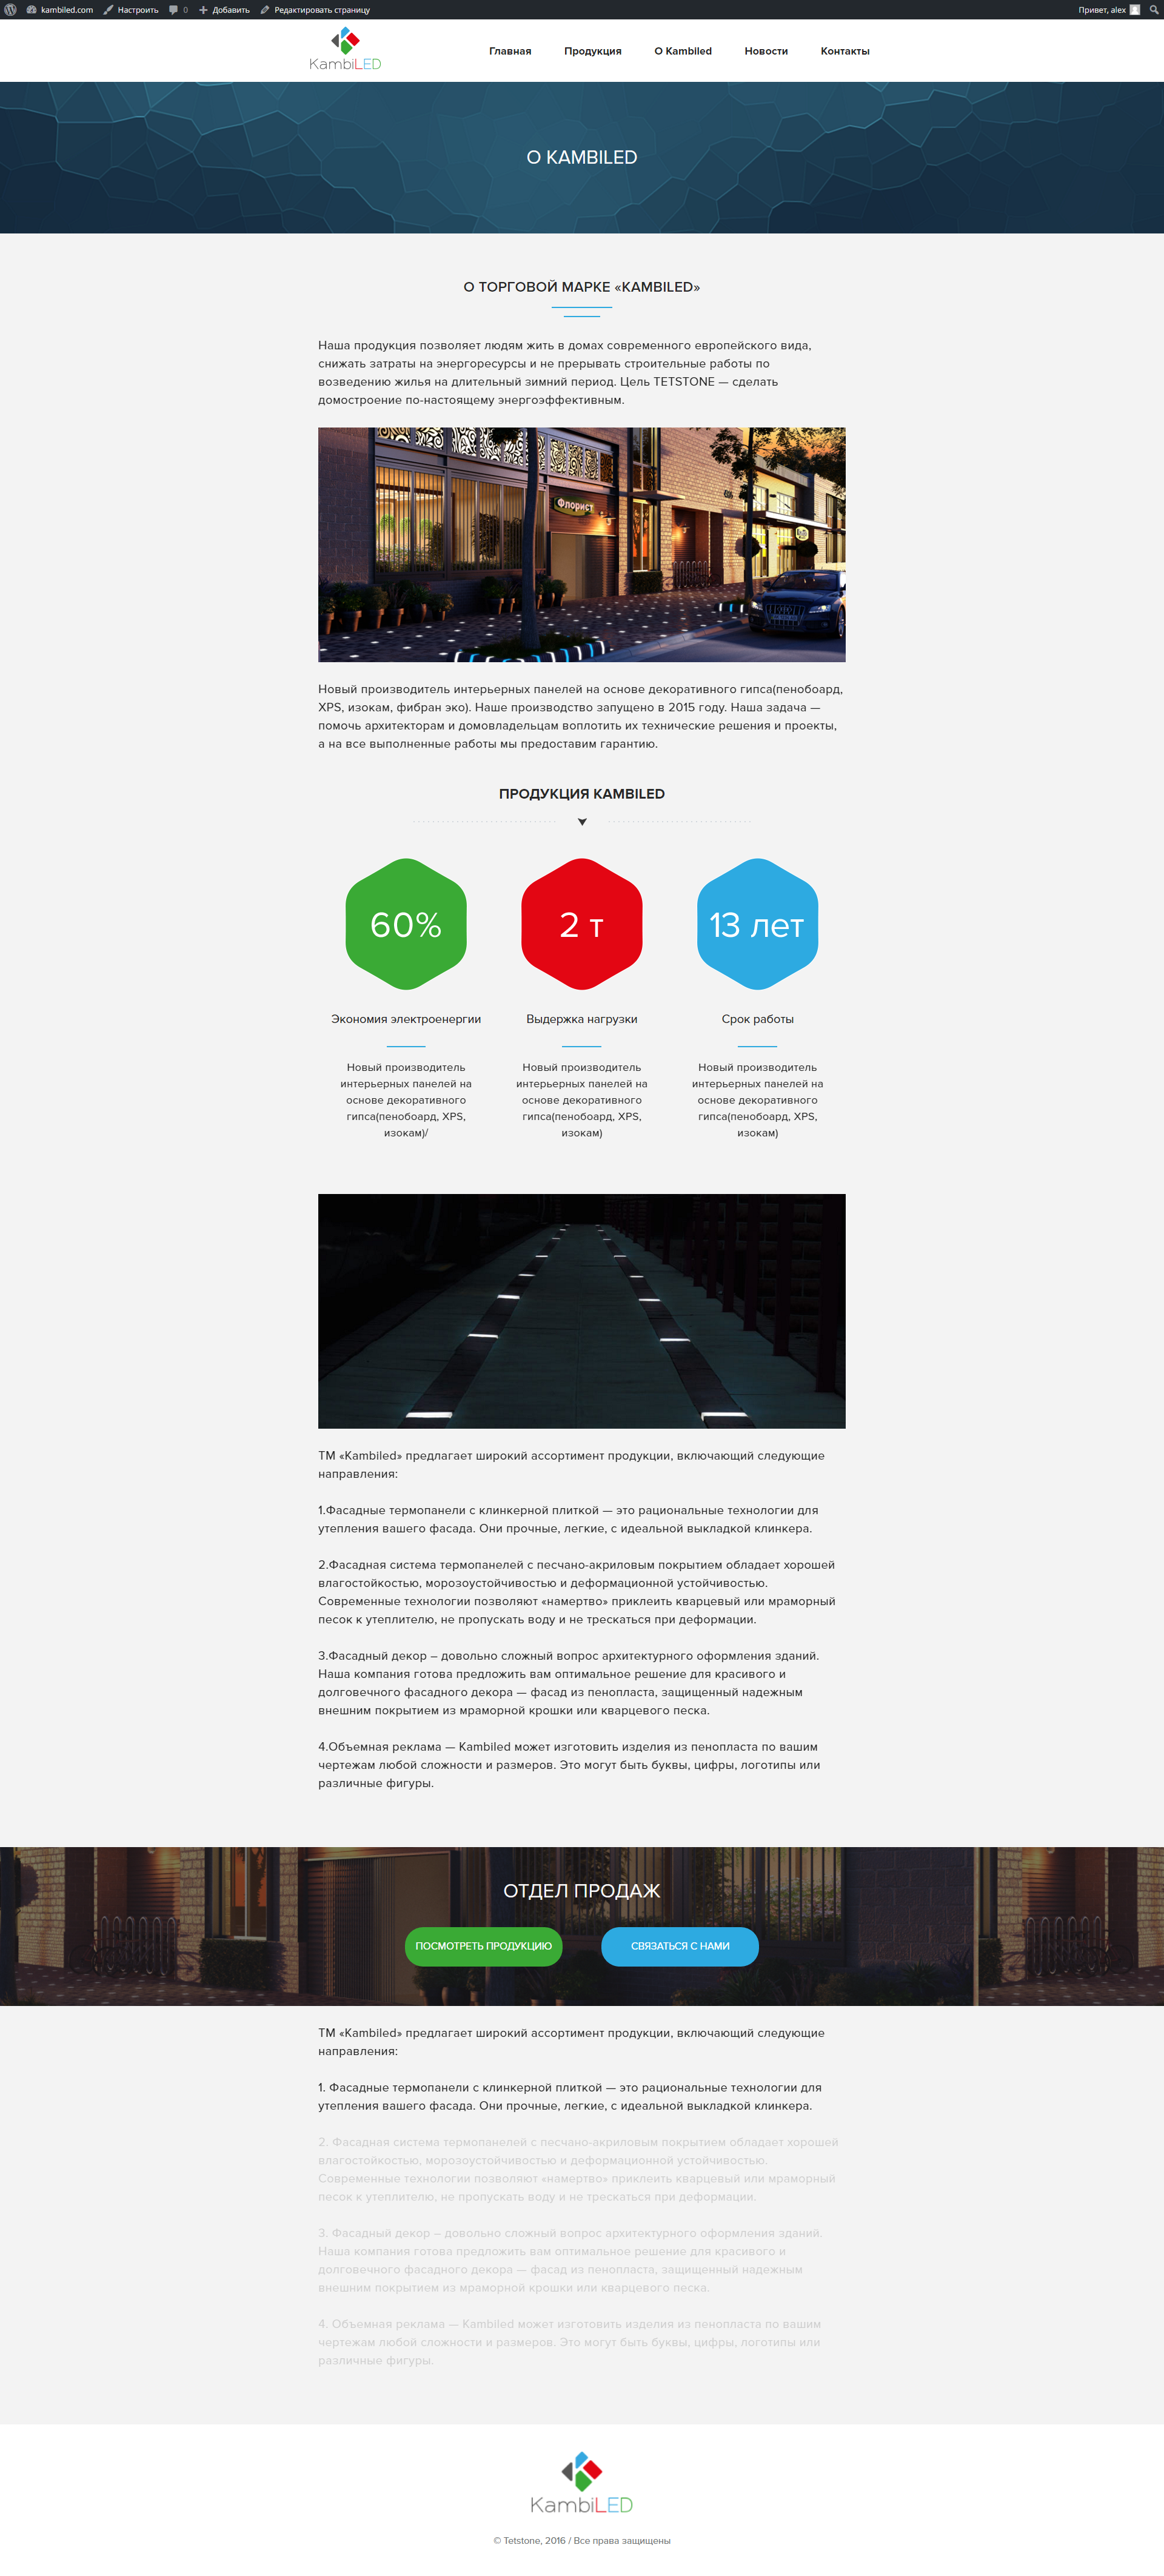 kambiled.com Настроить 0 Добавить Редактировать страницу Привет, alex
KambiLED
Главная Продукция О Kambiled Новости Контакты
О KAMBILED
О ТОРГОВОЙ МАРКЕ «KAMBILED»
Наша продукция позволяет людям жить в домах современного европейского вида,
снижать затраты на энергоресурсы и не прерывать строительные работы по
возведению жилья на длительный зимний период. Цель TETSTONE — сделать
домостроение по-настоящему энергоэффективным.
Флорист
Новый производитель интерьерных панелей на основе декоративного гипса(пенобоард,
XPS, изокам, фибран эко). Наше производство запущено в 2015 году. Наша задача —
помочь архитекторам и домовладельцам воплотить их технические решения и проекты,
а на все выполненные работы мы предоставим гарантию.
ПРОДУКЦИЯ KAMBILED
60%
2 т
13 лет
Экономия электроенергии
Выдержка нагрузки
Срок работы
Новый производитель
интерьерных панелей на
основе декоративного
гипса(пенобоард, XPS,
изокам)/
Новый производитель
интерьерных панелей на
основе декоративного
гипса(пенобоард, XPS,
изокам)
Новый производитель
интерьерных панелей на
основе декоративного
гипса(пенобоард, XPS,
изокам)
ТМ «Kambiled» предлагает широкий ассортимент продукции, включающий следующие
направления:
1.Фасадные термопанели с клинкерной плиткой — это рациональные технологии для
утепления вашего фасада. Они прочные, легкие, с идеальной выкладкой клинкера.
2.Фасадная система термопанелей с песчано-акриловым покрытием обладает хорошей
влагостойкостью, морозоустойчивостью и деформационной устойчивостью.
Современные технологии позволяют «намертво» приклеить кварцевый или мраморный
песок к утеплителю, не пропускать воду и не трескаться при деформации.
3.Фасадный декор – довольно сложный вопрос архитектурного оформления зданий.
Наша компания готова предложить вам оптимальное решение для красивого и
долговечного фасадного декора — фасад из пенопласта, защищенный надежным
внешним покрытием из мраморной крошки или кварцевого песка.
4.Объемная реклама — Kambiled может изготовить изделия из пенопласта по вашим
чертежам любой сложности и размеров. Это могут быть буквы, цифры, логотипы или
различные фигуры.
ОТДЕЛ ПРОДАЖ
ПОСМОТРЕТЬ ПРОДУКЦИЮ
СВЯЗАТЬСЯ С НАМИ
ТМ «Kambiled» предлагает широкий ассортимент продукции, включающий следующие
направления:
1. Фасадные термопанели с клинкерной плиткой — это рациональные технологии для
утепления вашего фасада. Они прочные, легкие, с идеальной выкладкой клинкера.
2. Фасадная система термопанелей с песчано-акриловым покрытием обладает хорошей
влагостойкостью, морозоустойчивостью и деформационной устойчивостью.
Современные технологии позволяют «намертво» приклеить кварцевый или мраморный
песок к утеплителю, не пропускать воду и не трескаться при деформации.
3. Фасадный декор – довольно сложный вопрос архитектурного оформления зданий.
Наша компания готова предложить вам оптимальное решение для красивого и
долговечного фасадного декора — фасад из пенопласта, защищенный надежным
внешним покрытием из мраморной крошки или кварцевого песка.
4. Объемная реклама — Kambiled может изготовить изделия из пенопласта по вашим
чертежам любой сложности и размеров. Это могут быть буквы, цифры, логотипы или
различные фигуры.
KambiLED
© Tetstone, 2016 / Все права защищены